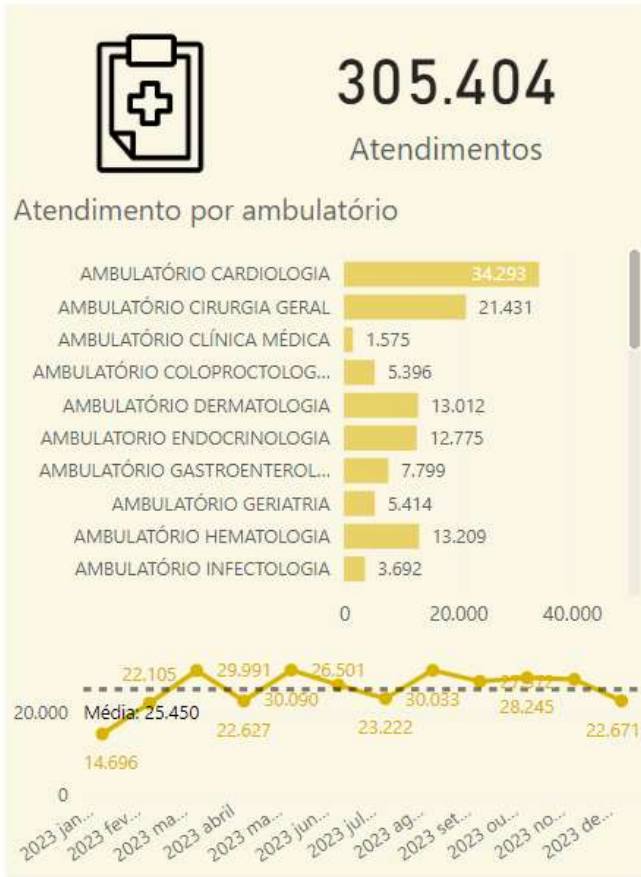 305.404
Atendimentos
Atendimento por ambulatório
AMBULATÓRIO CARDIOLOGIA 34.293
AMBULATÓRIO CIRURGIA GERAL 21.431
AMBULATÓRIO CLÍNICA MÉDICA 1.575
AMBULATÓRIO COLOPROCTOLOG... 5.396
AMBULATÓRIO DERMATOLOGIA 13.012
AMBULATORIO ENDOCRINOLOGIA 12.775
AMBULATÓRIO GASTROENTEROL... 7.799
AMBULATÓRIO GERIATRIA 5.414
AMBULATÓRIO HEMATOLOGIA 13.209
AMBULATÓRIO INFECTOLOGIA 3.692
0 20.000 40.000
22.105 29.991 26.501
30.090 30.033 28.245
20.000 Média: 25.450
22.627 23.222 22.671
14.696
0
2023 jan... 2023 fev... 2023 ma... 2023 abril 2023 ma... 2023 jun... 2023 jul... 2023 ag... 2023 set... 2023 ou... 2023 no... 2023 de...